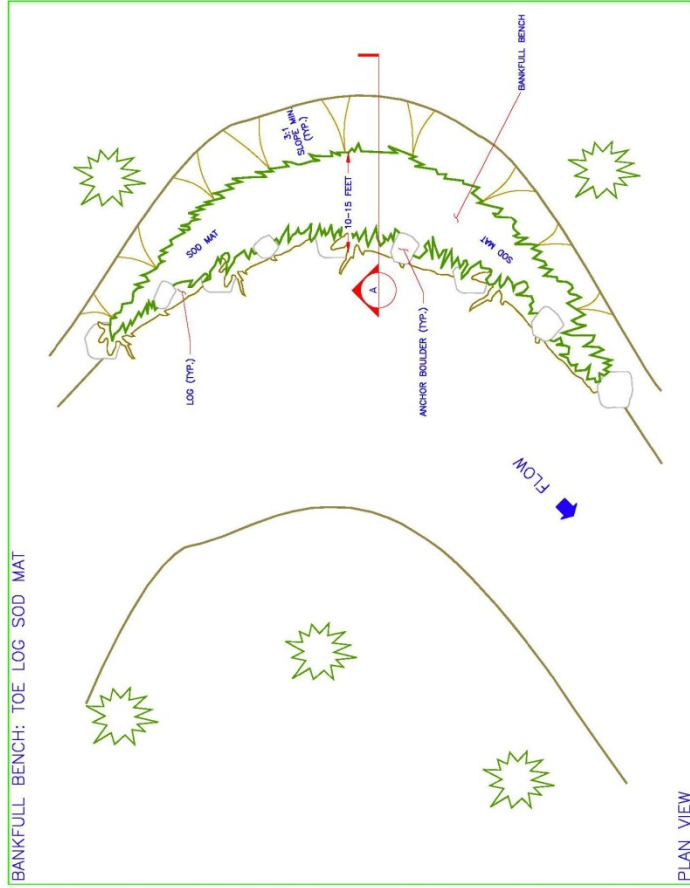 BANKFULL BENCH: TOE LOG SOD MAT
LOG (TYP.)
SOD MAT
3:1
SLOPE MIN.
(TYP.)
10-15 FEET
A
ANCHOR BOULDER (TYP.)
SOD MAT
BANKFULL BENCH
FLOW
PLAN VIEW